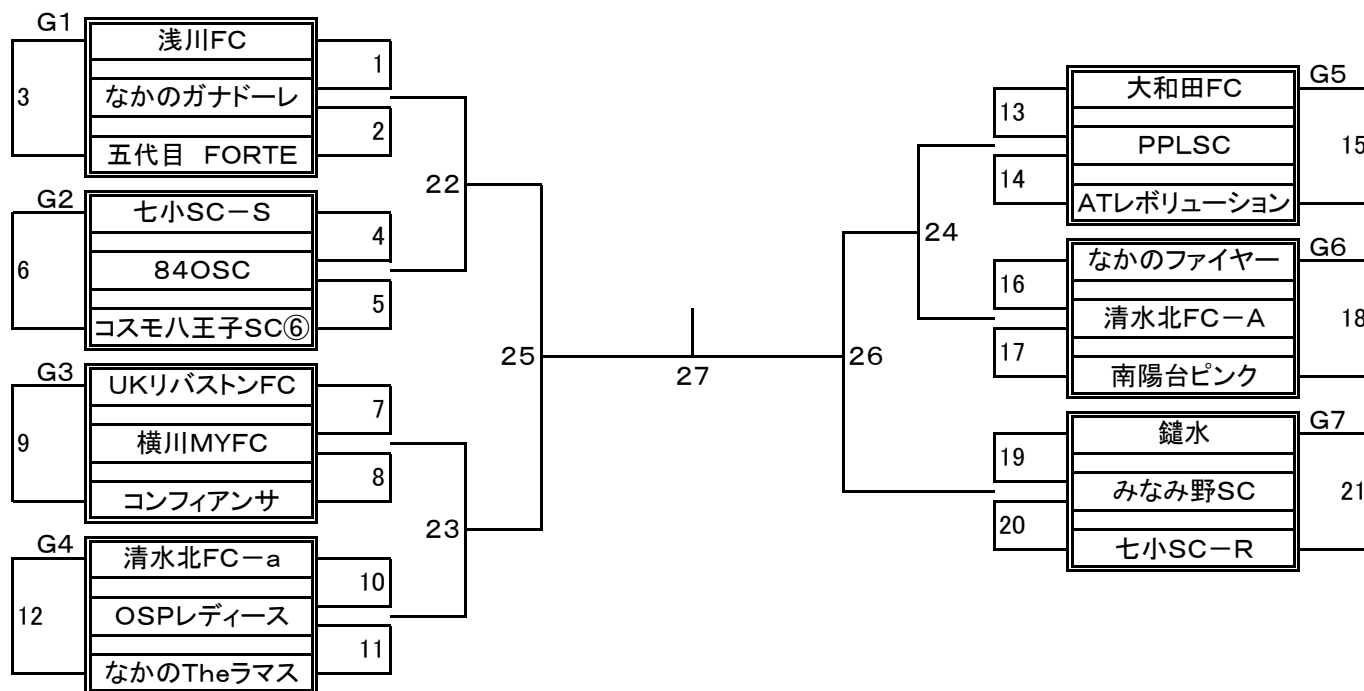 G1
浅川FC
1
3
なかのガナドーレ
2
五代目　FORTE
22
G2
七小SC－S
4
6
84OSC
5
コスモ八王子SC⑥
25
G3
UKリバストンFC
7
9
横川MYFC
8
コンフィアンサ
23
G4
清水北FC－a
10
12
OSPレディース
11
なかのTheラマス
27
G5
大和田FC
13
15
PPLSC
14
ATレボリューション
24
G6
なかのファイヤー
16
18
清水北FC－A
17
南陽台ピンク
26
G7
鑓水
19
21
みなみ野SC
20
七小SC－R